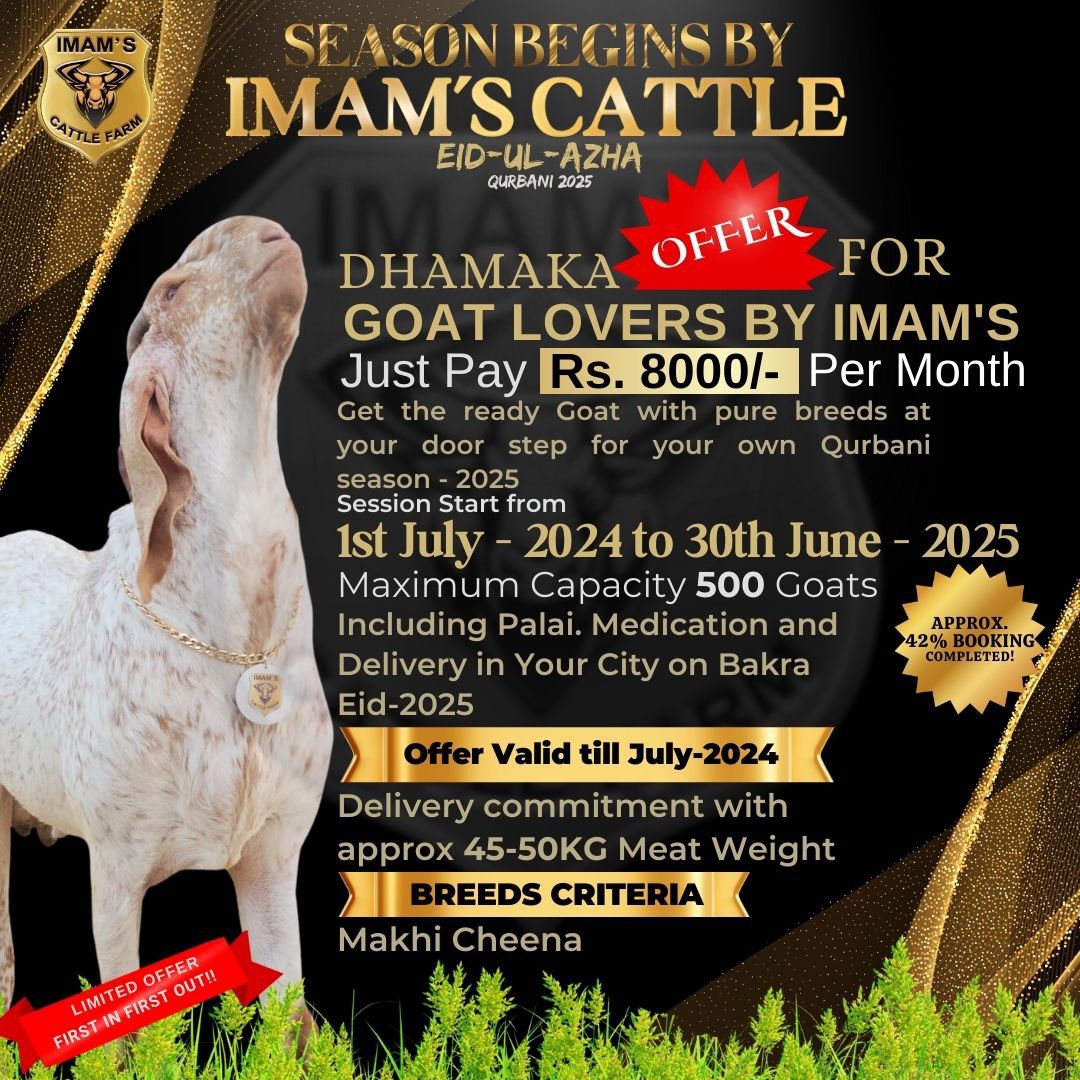 IMAM'S
CATTLE FARM
SEASON BEGINS BY
IMAM'S CATTLE
EID-UL-AZHA
QURBANI 2025
DHAMAKA OFFER FOR
GOAT LOVERS BY IMAM'S
Just Pay Rs. 8000/- Per Month
Get the ready Goat with pure breeds at
your door step for your own Qurbani
season - 2025
Session Start from
1st July - 2024 to 30th June - 2025
Maximum Capacity 500 Goats
Including Palai. Medication and
Delivery in Your City on Bakra
Eid-2025
APPROX.
42% BOOKING
COMPLETED!
IMAM'S
CATTLE FARM
Offer Valid till July-2024
Delivery commitment with
approx 45-50KG Meat Weight
BREEDS CRITERIA
Makhi Cheena
LIMITED OFFER
FIRST IN FIRST OUT!!